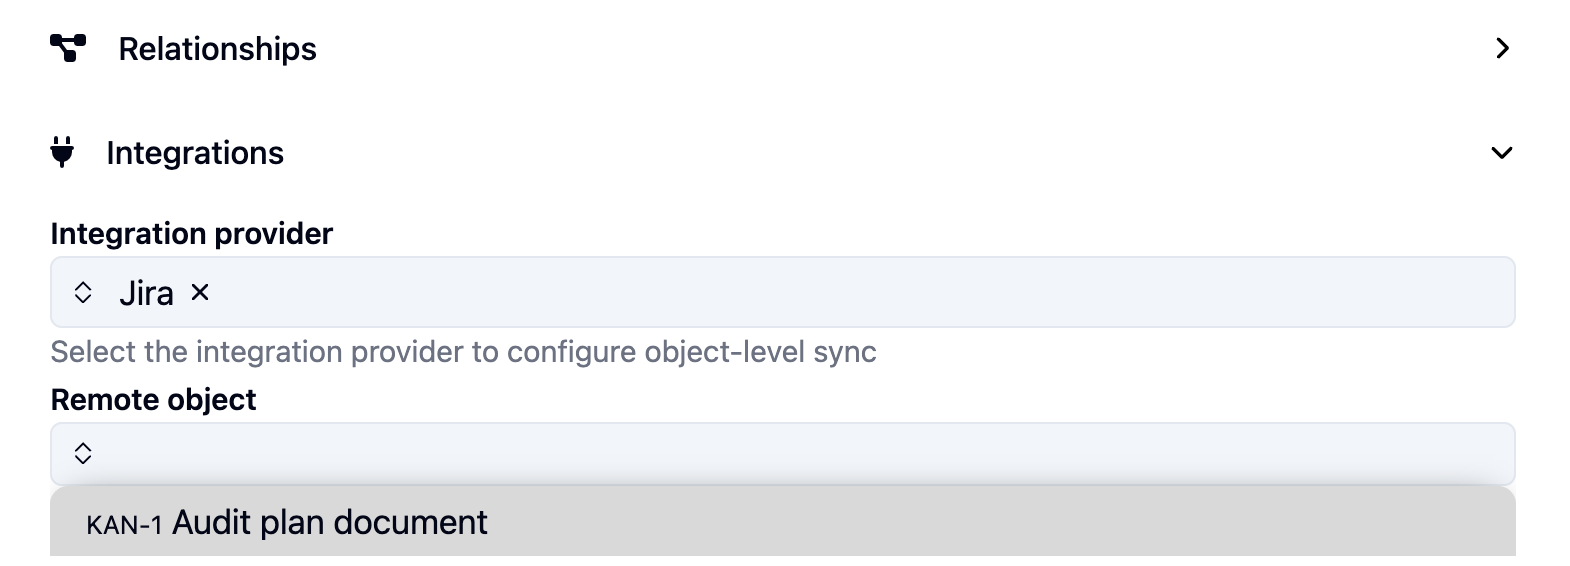 Relationships
Integrations
Integration provider
Jira ×
Select the integration provider to configure object-level sync
Remote object
KAN-1 Audit plan document